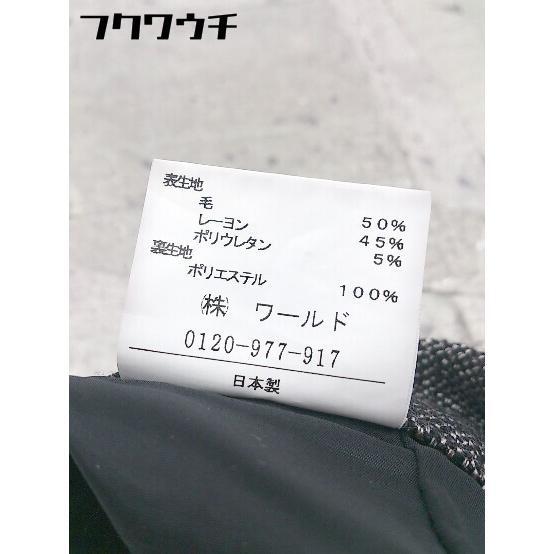 フクワウチ
表生地
毛 50%
レーヨン 45%
ポリウレタン 5%
裏生地
ポリエステル 100%
㈱ ワールド
0120-977-917
日本製